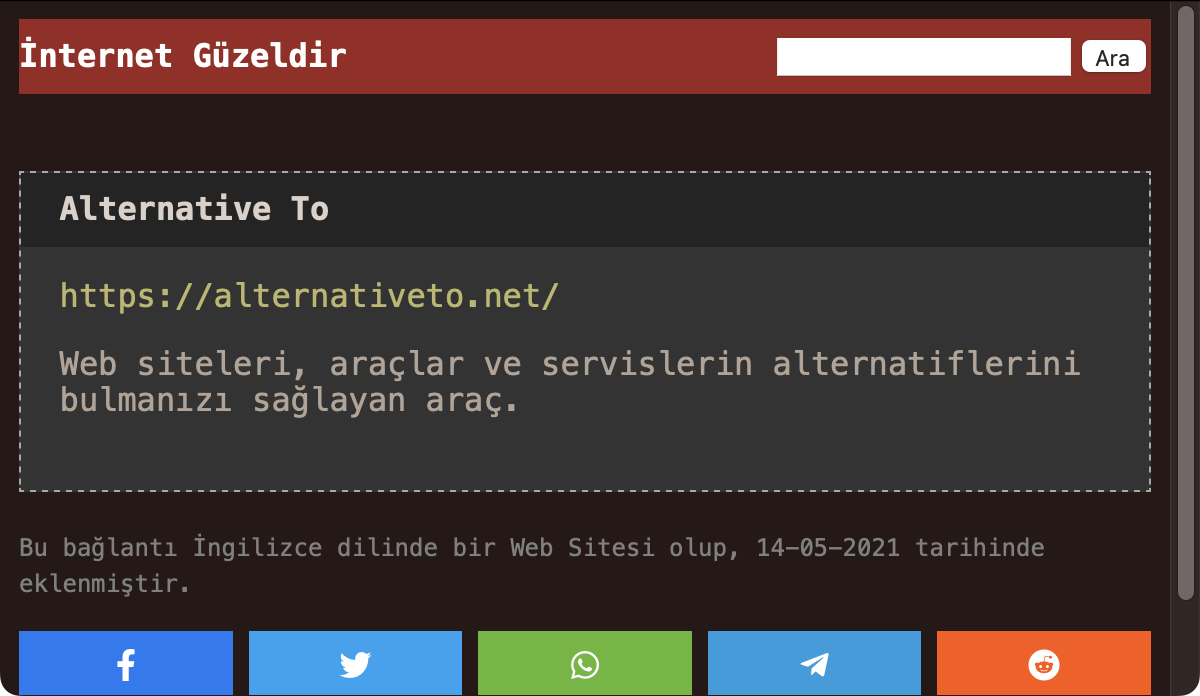 İnternet Güzeldir
Ara
Alternative To
https://alternativeto.net/
Web siteleri, araçlar ve servislerin alternatiflerini
bulmanızı sağlayan araç.
Bu bağlantı İngilizce dilinde bir Web Sitesi olup, 14-05-2021 tarihinde
eklenmiştir.